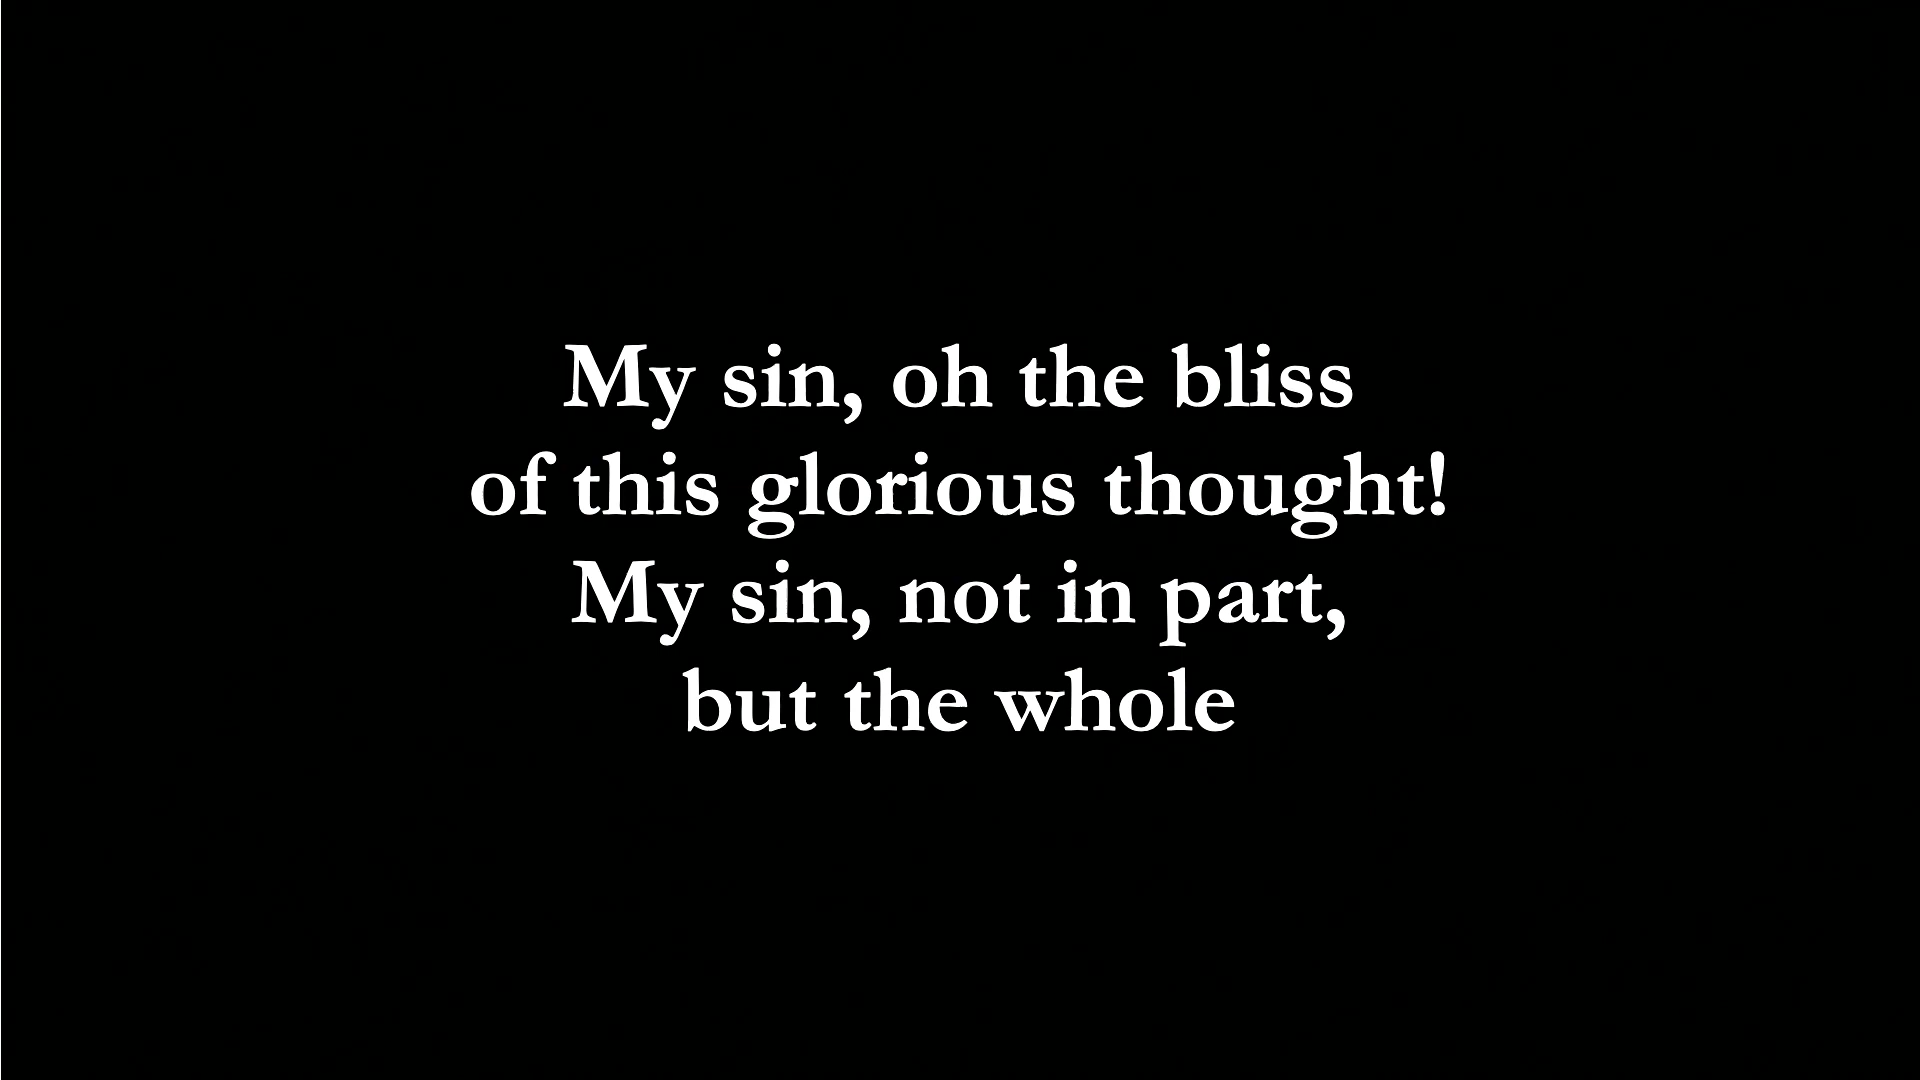 My sin, oh the bliss
of this glorious thought!
My sin, not in part,
but the whole